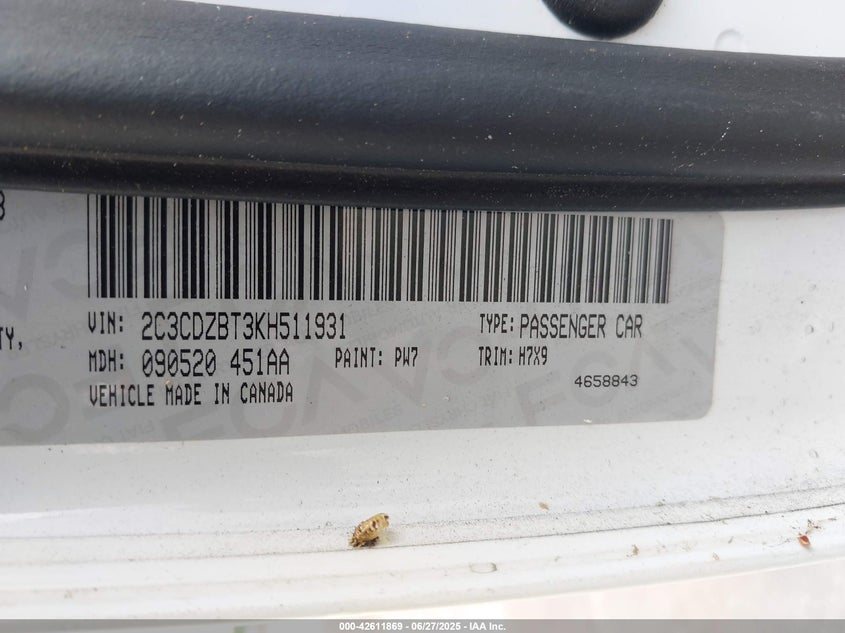 VIN: 2C3CDZBT3KH511931 TYPE: PASSENGER CAR
TY,
MDH: 090520 451AA PAINT: PW7 TRIM: H7X9
4658843
VEHICLE MADE IN CANADA
000-42611869 | 06/27/2025 - IAA Inc.